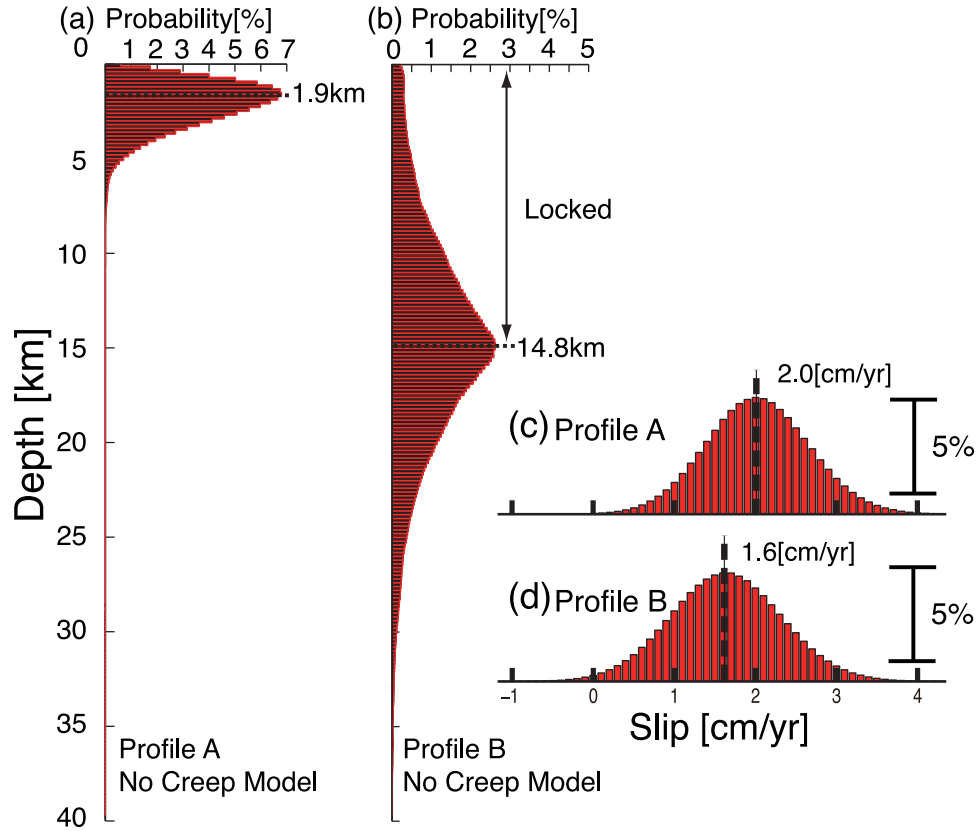 (a) Probability[%]
0 1 2 3 4 5 6 7
1.9km
5
10
15
20
25
30
35
40
Depth [km]
Profile A
No Creep Model
(b) Probability[%]
0 1 2 3 4 5
Locked
14.8km
Profile B
No Creep Model
2.0[cm/yr]
(c) Profile A
5%
1.6[cm/yr]
(d) Profile B
5%
-1 0 1 2 3 4
Slip [cm/yr]